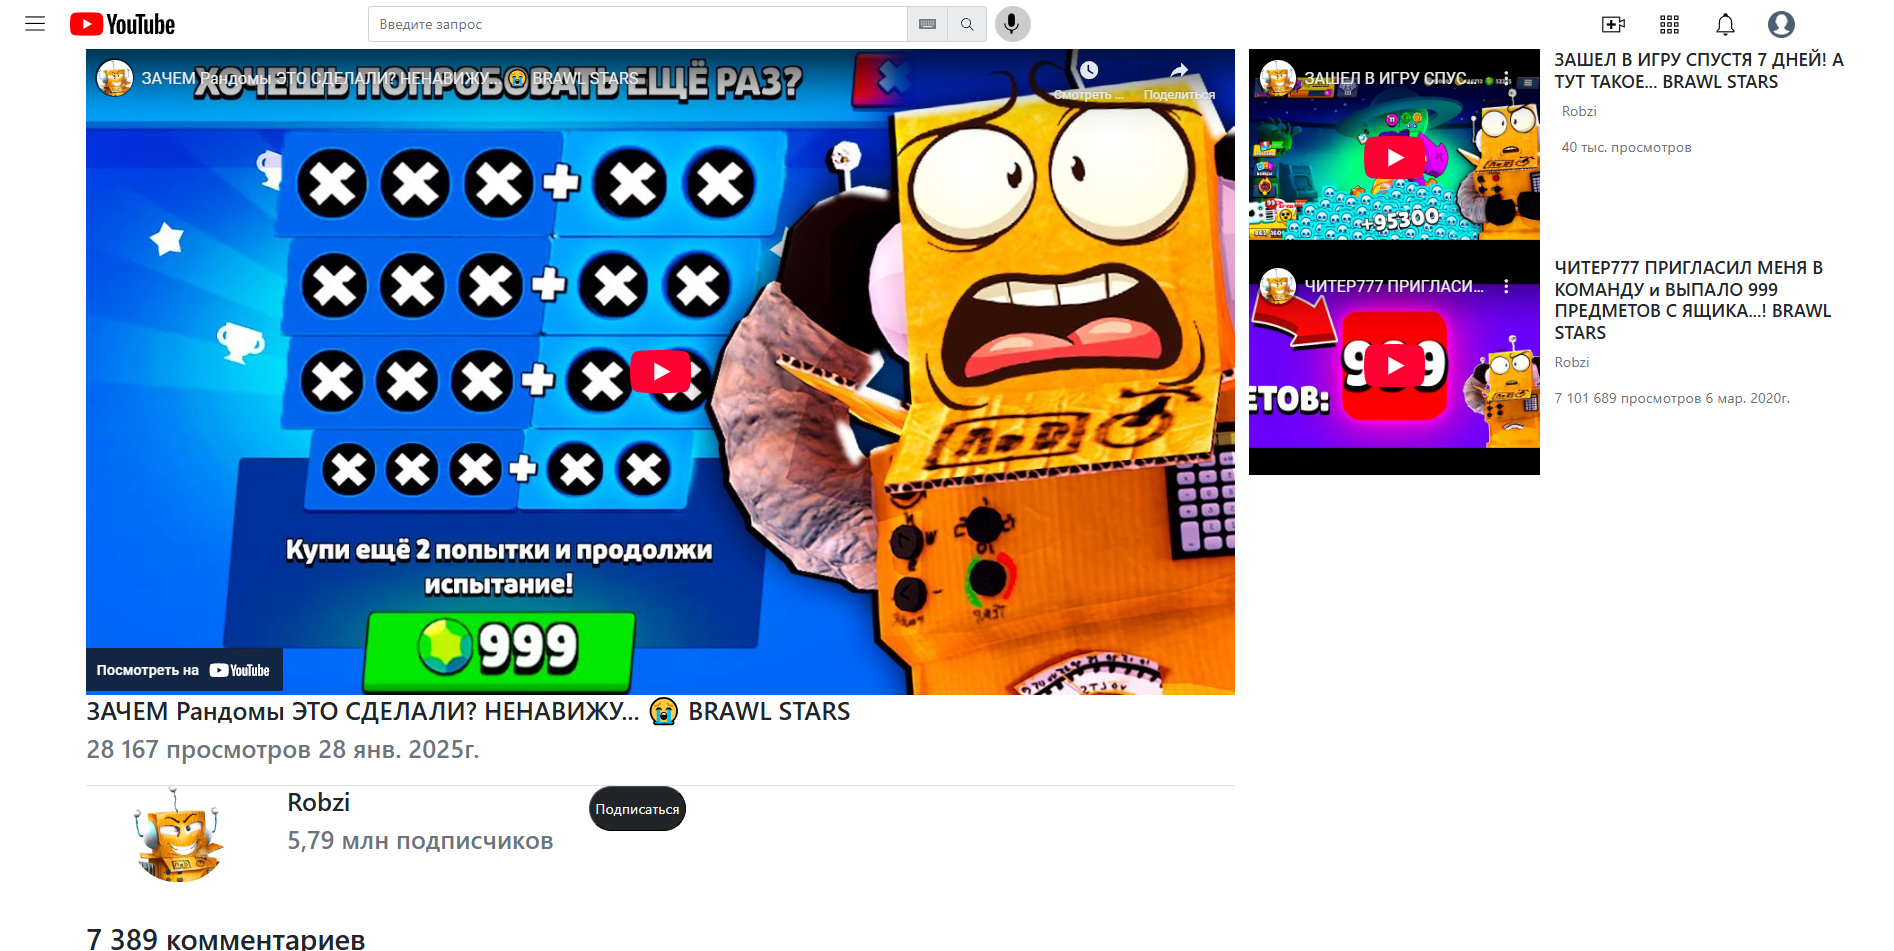 YouTube
Введите запрос
ЗАЧЕМ Рандомы ЭТО СДЕЛАЛИ? НЕНАВИЖУ... 😭 BRAWL STARS
ХОЧЕШЬ ПОПРОБОВАТЬ ЕЩЁ РАЗ?
Смотреть ...
Поделиться
Купи ещё 2 попытки и продолжи
испытание!
999
Посмотреть на YouTube
ЗАЧЕМ Рандомы ЭТО СДЕЛАЛИ? НЕНАВИЖУ... 😭 BRAWL STARS
28 167 просмотров 28 янв. 2025г.
Robzi
5,79 млн подписчиков
Подписаться
7 389 комментариев
ЗАШЕЛ В ИГРУ СПУС...
+95300
ЗАШЕЛ В ИГРУ СПУСТЯ 7 ДНЕЙ! А
ТУТ ТАКОЕ... BRAWL STARS
Robzi
40 тыс. просмотров
ЧИТЕР777 ПРИГЛАСИ...
999
ЕТОВ:
ЧИТЕР777 ПРИГЛАСИЛ МЕНЯ В
КОМАНДУ и ВЫПАЛО 999
ПРЕДМЕТОВ С ЯЩИКА...! BRAWL
STARS
Robzi
7 101 689 просмотров 6 мар. 2020г.